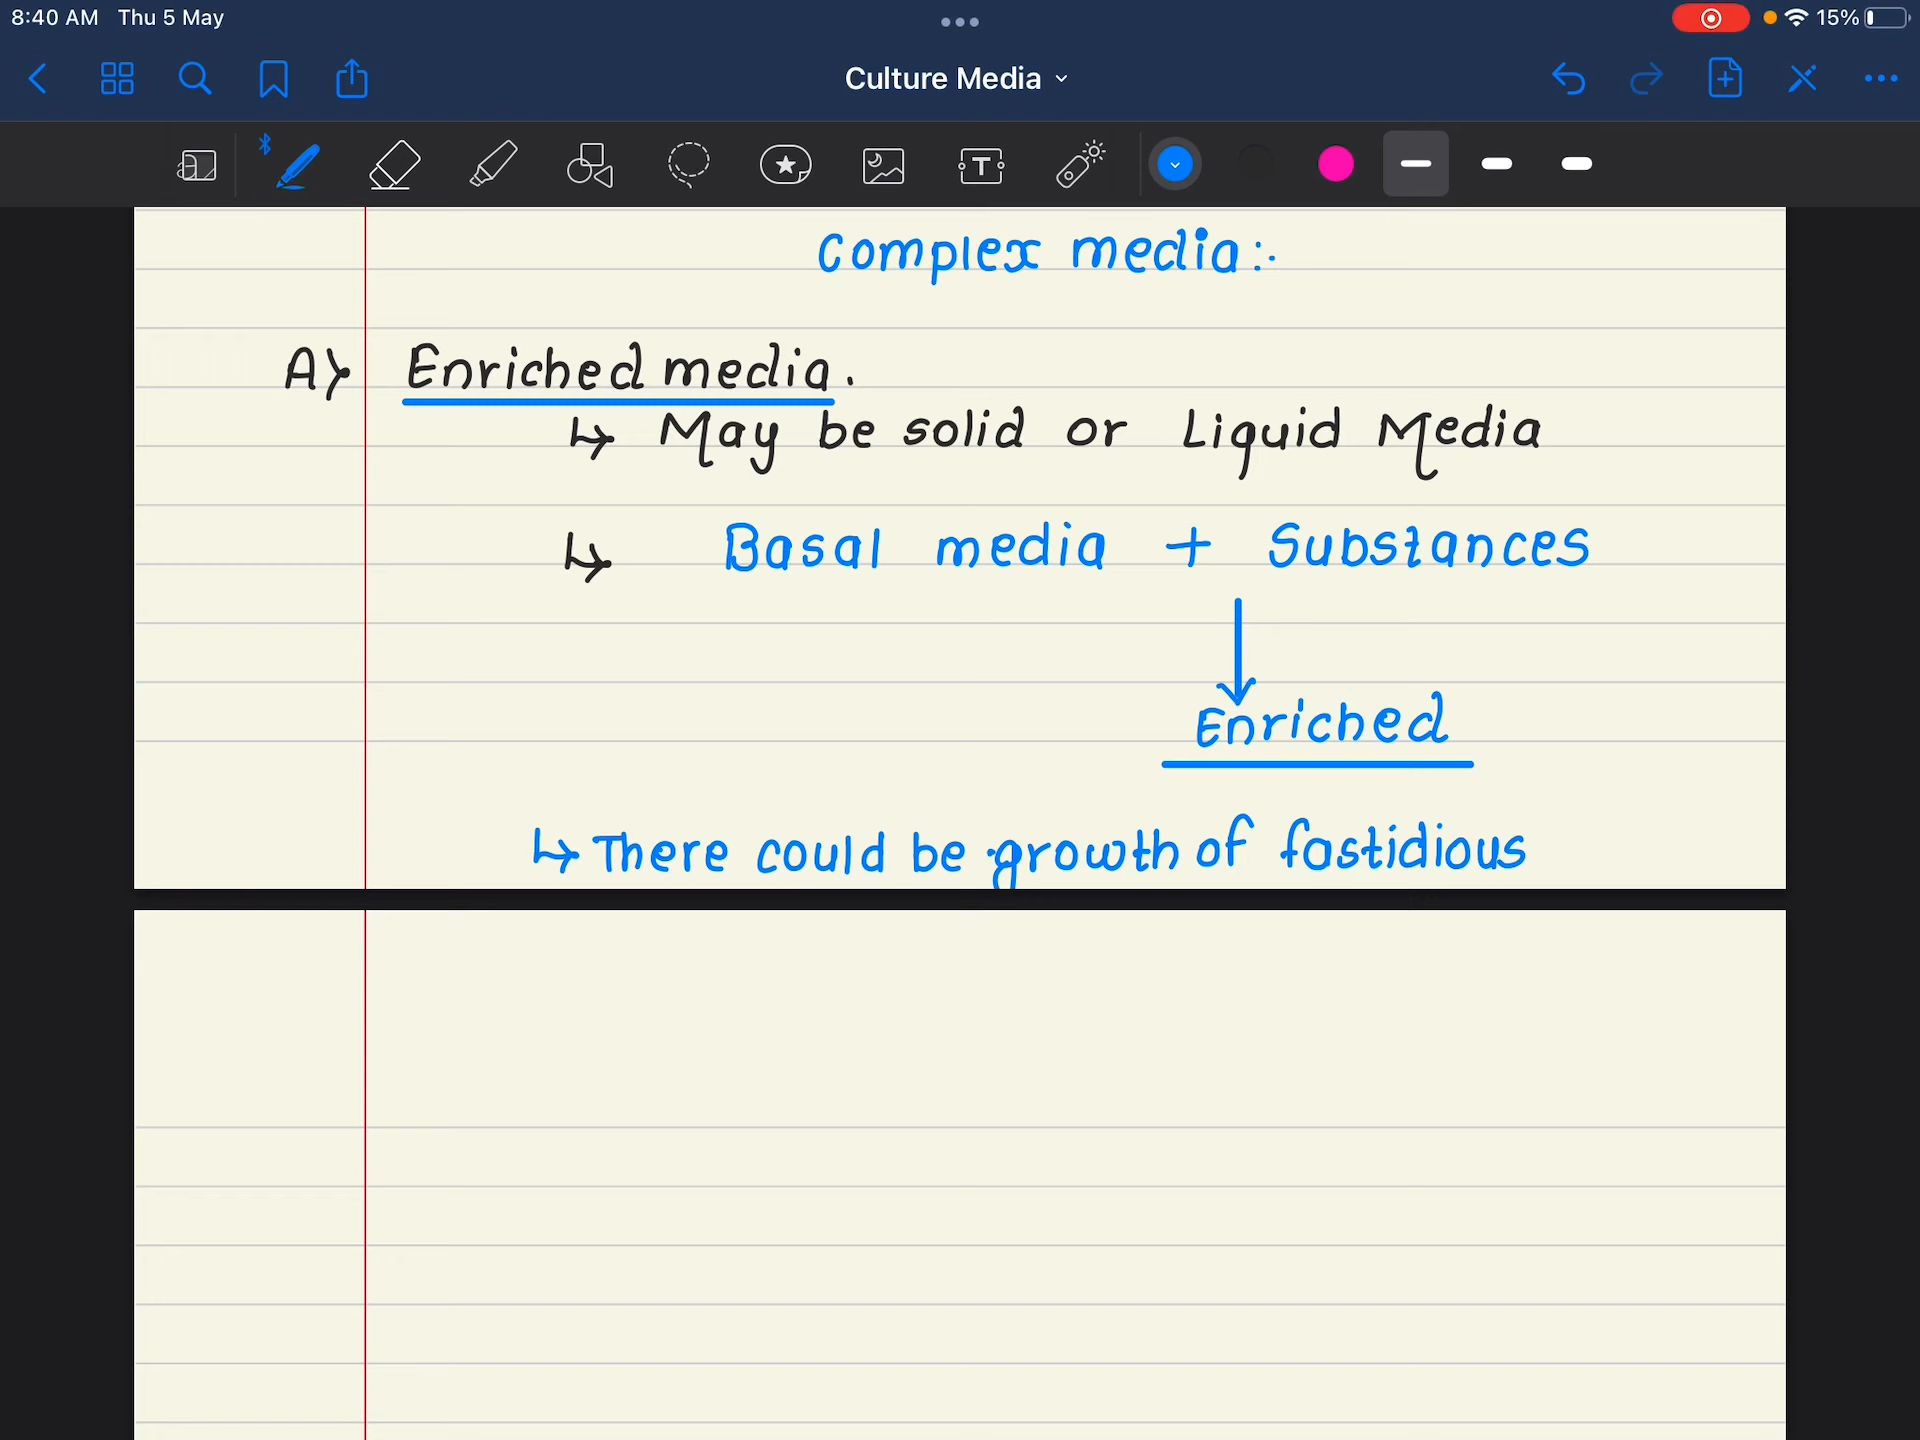 8:40 AM Thu 5 May
15%
Culture Media
T
Complex media:-
A) Enriched media.
↳ May be solid or Liquid Media
↳ Basal media + Substances
↓
Enriched
↳ There could be growth of fastidious